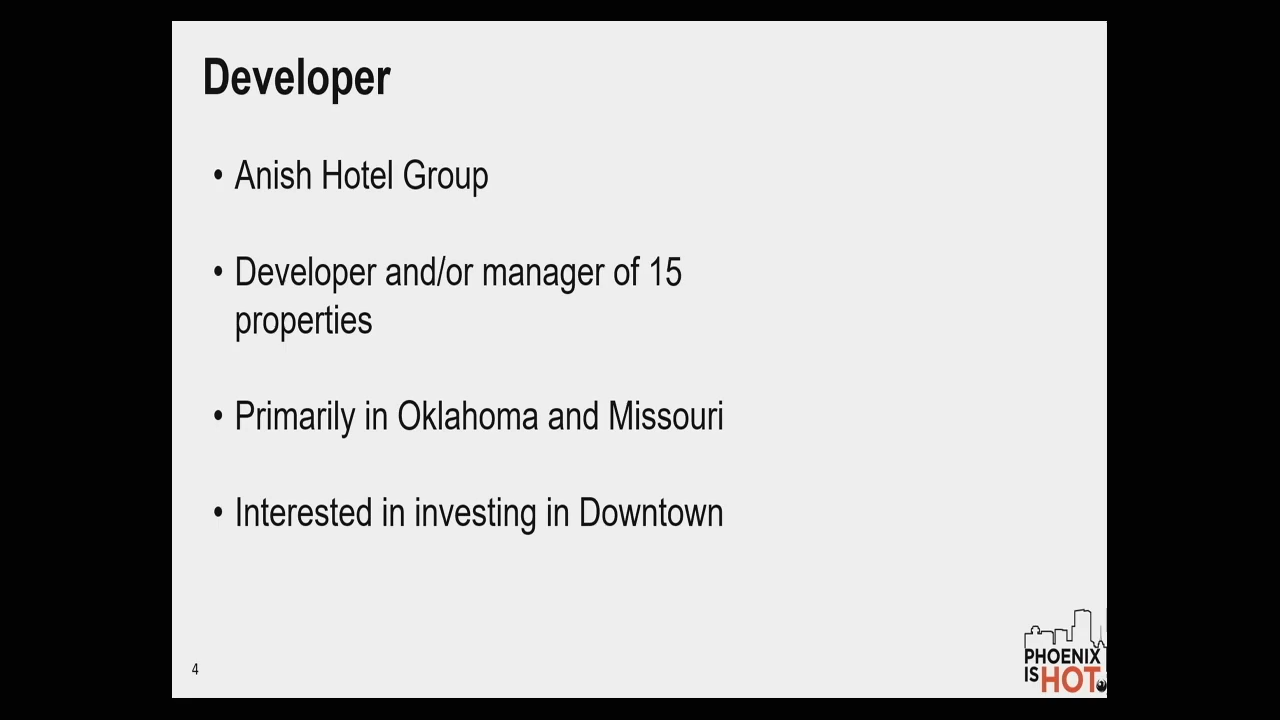 Developer
• Anish Hotel Group
• Developer and/or manager of 15
properties
• Primarily in Oklahoma and Missouri
• Interested in investing in Downtown
4
PHOENIX
IS HOT